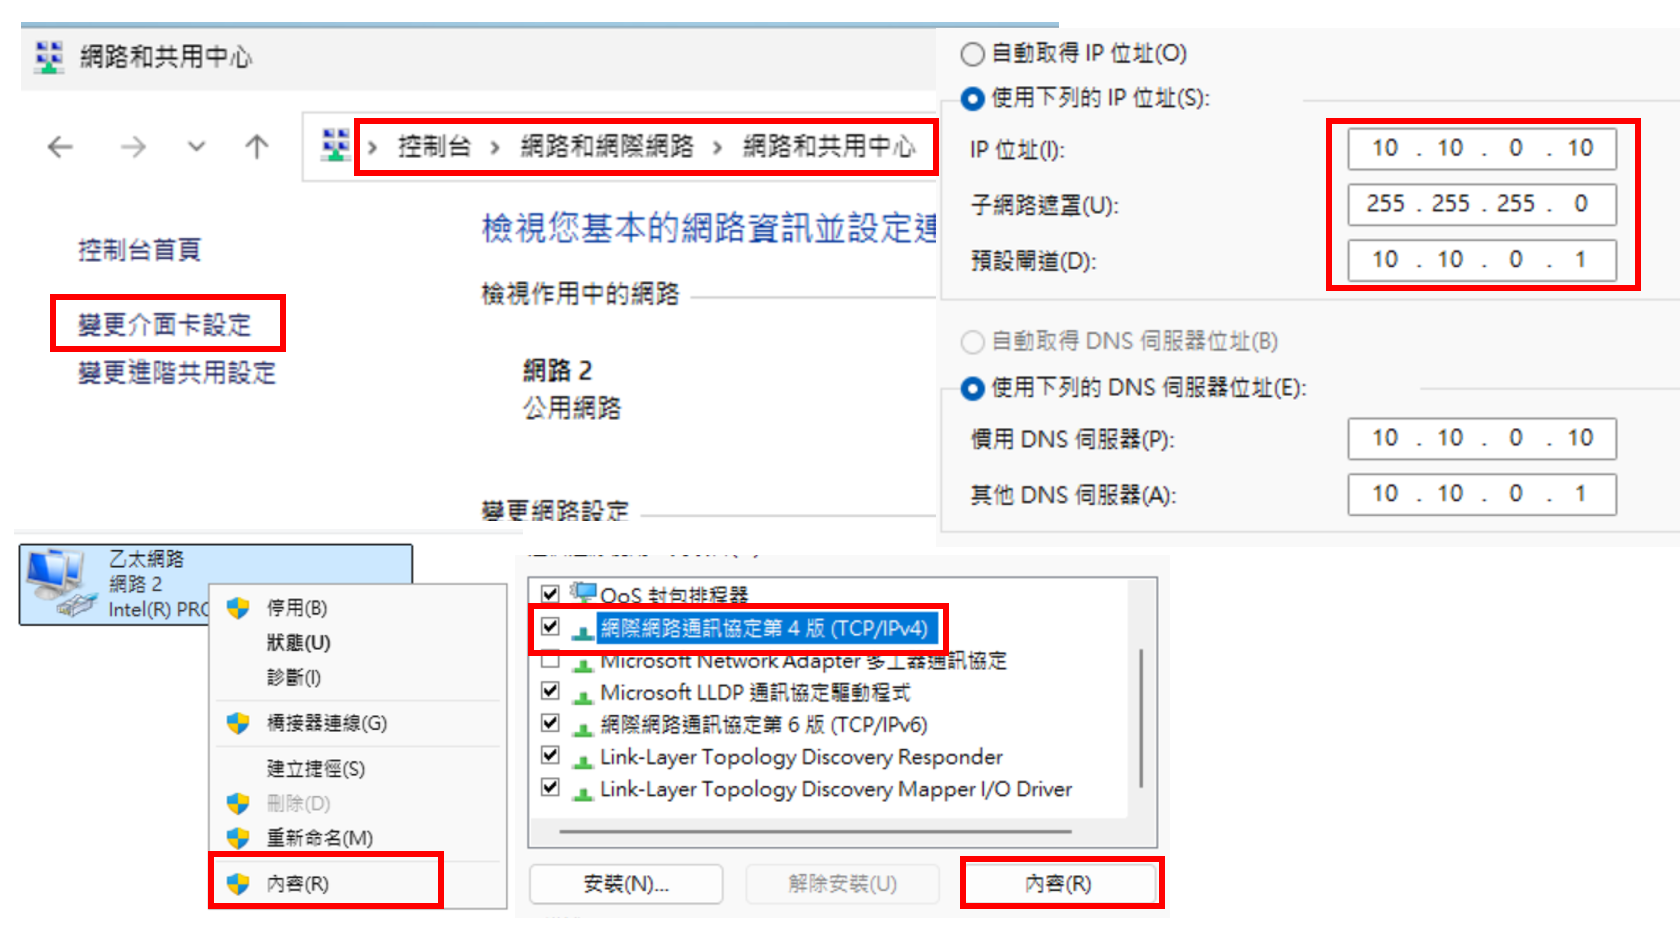 網路和共用中心
控制台 > 網路和網際網路 > 網路和共用中心
控制台首頁
變更介面卡設定
變更進階共用設定
檢視您基本的網路資訊並設定連
檢視作用中的網路
網路 2
公用網路
變更網路設定
自動取得 IP 位址(O)
使用下列的 IP 位址(S):
IP 位址(I): 10 . 10 . 0 . 10
子網路遮罩(U): 255 . 255 . 255 . 0
預設閘道(D): 10 . 10 . 0 . 1
自動取得 DNS 伺服器位址(B)
使用下列的 DNS 伺服器位址(E):
慣用 DNS 伺服器(P): 10 . 10 . 0 . 10
其他 DNS 伺服器(A): 10 . 10 . 0 . 1
乙太網路
網路 2
Intel(R) PRO
停用(B)
狀態(U)
診斷(I)
橋接器連線(G)
建立捷徑(S)
刪除(D)
重新命名(M)
內容(R)
QoS 封包排程器
網際網路通訊協定第 4 版 (TCP/IPv4)
Microsoft Network Adapter 多工器通訊協定
Microsoft LLDP 通訊協定驅動程式
網際網路通訊協定第 6 版 (TCP/IPv6)
Link-Layer Topology Discovery Responder
Link-Layer Topology Discovery Mapper I/O Driver
安裝(N)... 解除安裝(U) 內容(R)